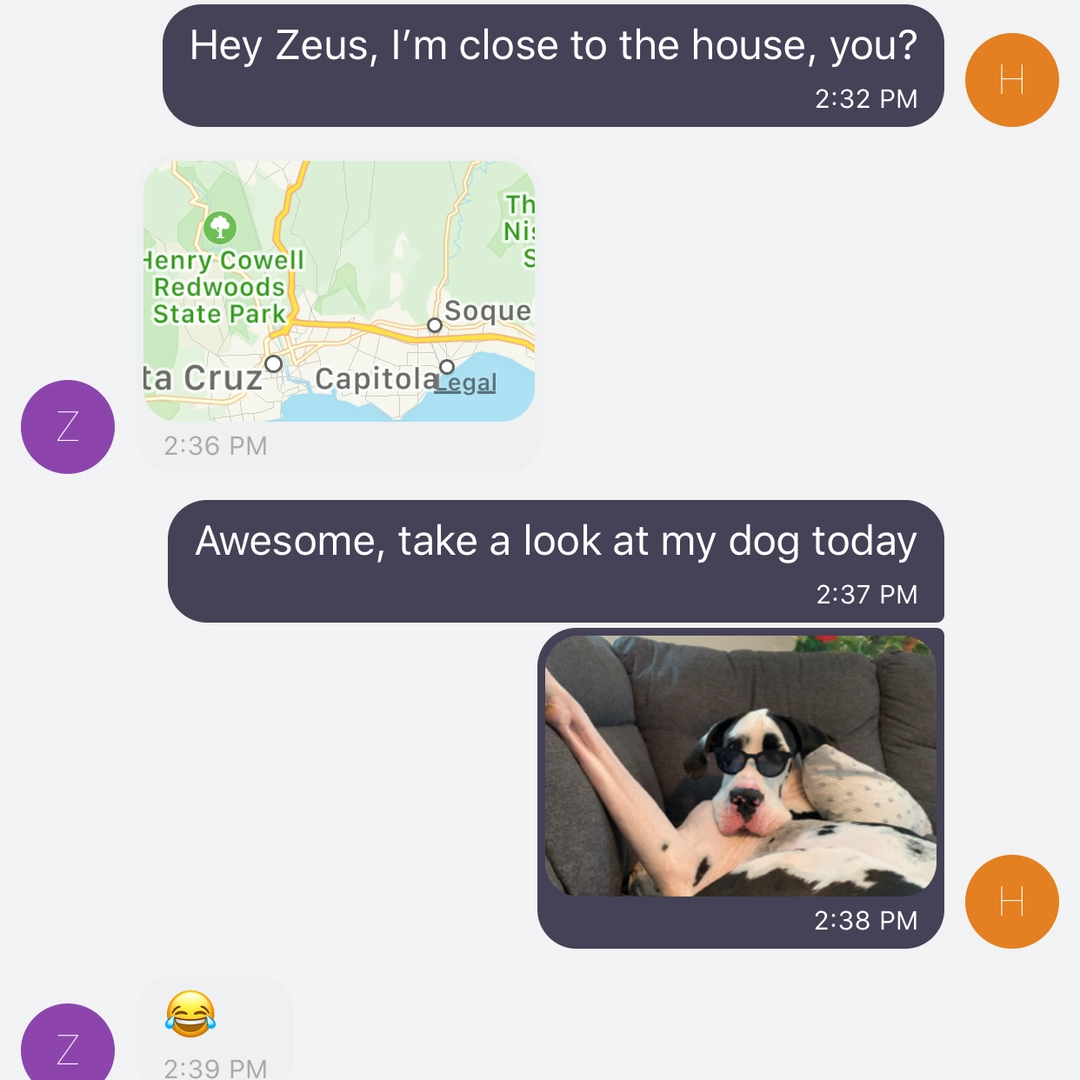 Hey Zeus, I’m close to the house, you?
2:32 PM
H
Henry Cowell
Redwoods
State Park
Th
Nis
S
Soque
ta Cruz
Capitola
Legal
2:36 PM
Z
Awesome, take a look at my dog today
2:37 PM
2:38 PM
H
😂
2:39 PM
Z